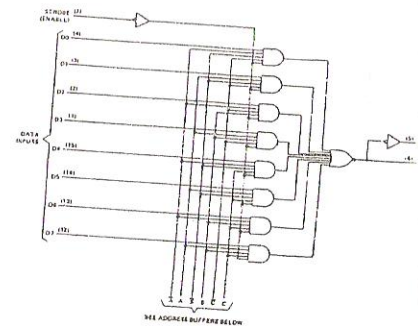 STROBE (7)
(ENABLE)
D0 (4)
D1 (3)
D2 (2)
D3 (1)
D4 (15)
D5 (14)
D6 (13)
D7 (12)
DATA
INPUTS
(5)
(6)
A A B B C C
SEE ADDRESS BUFFERS BELOW